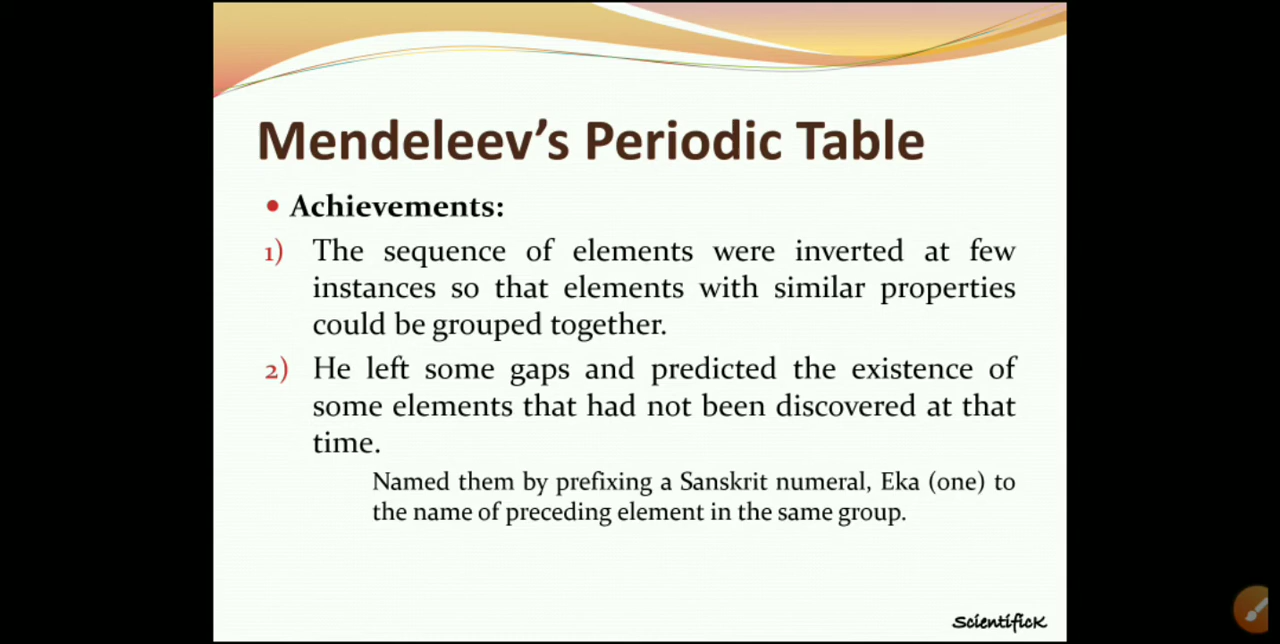 Mendeleev's Periodic Table
• Achievements:
1) The sequence of elements were inverted at few
instances so that elements with similar properties
could be grouped together.
2) He left some gaps and predicted the existence of
some elements that had not been discovered at that
time.
Named them by prefixing a Sanskrit numeral, Eka (one) to
the name of preceding element in the same group.
ScientificK